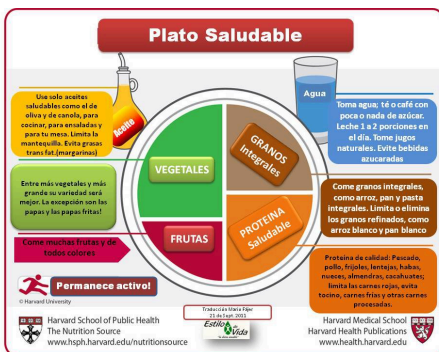 Plato Saludable
Use solo aceites
saludables como el de
oliva y de canola, para
cocinar, para ensaladas y
para tu mesa. Limita la
mantequilla. Evita grasas
trans fat.(margarinas)
Aceite
Agua
Toma agua; té o café con
poca o nada de azúcar.
Leche 1 a 2 porciones en
el día. Tome jugos
naturales. Evite bebidas
azucaradas
Entre más vegetales y más
grande su variedad será
mejor. La excepción son las
papas y las papas fritas!
VEGETALES
GRANOS
Integrales
Come granos integrales,
como arroz, pan y pasta
integrales. Limita o elimina
los granos refinados, como
arroz blanco y pan blanco
Come muchas frutas y de
todos colores
FRUTAS
PROTEINA
Saludable
Proteína de calidad: Pescado,
pollo, frijoles, lentejas, habas,
nueces, almendras, cacahuates;
limita las carnes rojas, evita
tocino, carnes frías y otras carnes
procesadas.
Permanece activo!
© Harvard University
Harvard School of Public Health
The Nutrition Source
www.hsph.harvard.edu/nutritionsource
Traducción María Fájer
21 de Sept. 2011
Estilo de
Vida
Harvard Medical School
Harvard Health Publications
www.health.harvard.edu